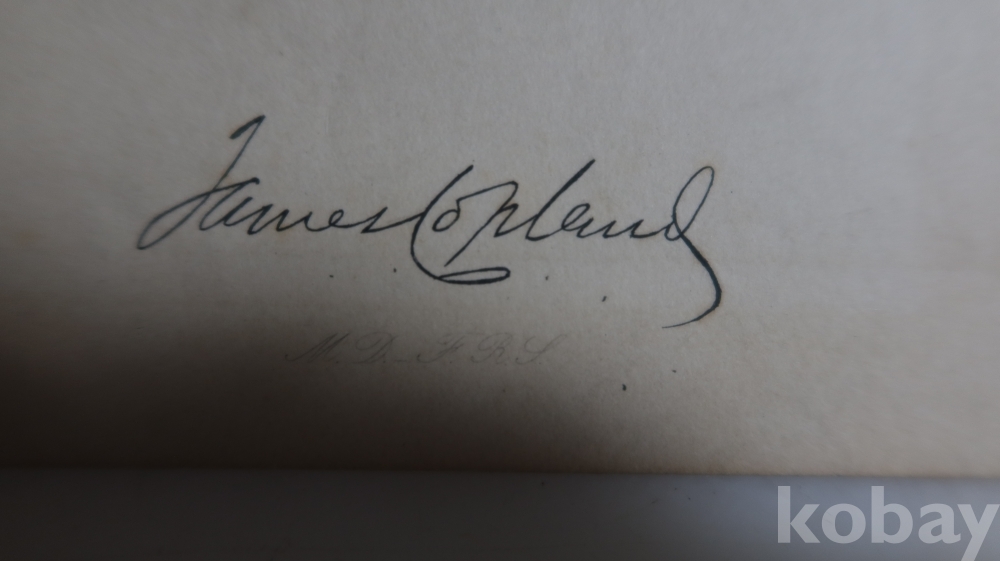 James Copland
M.D. F.R.S.
kobay